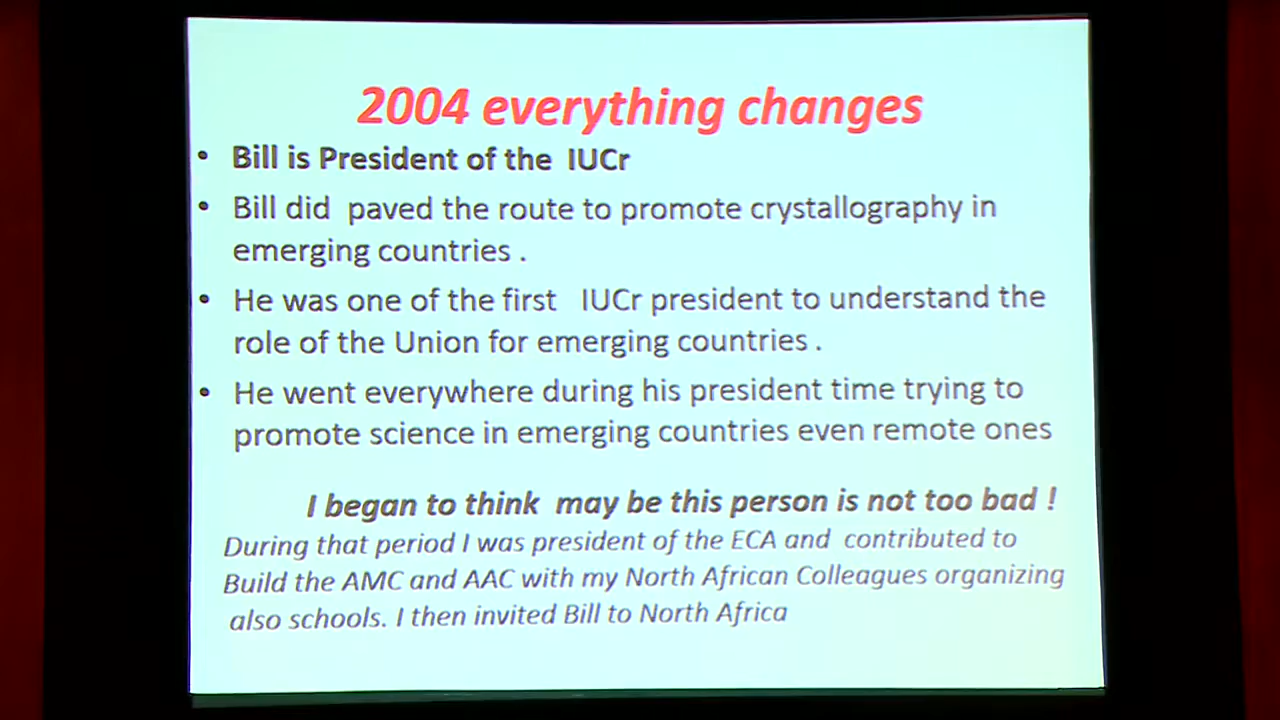 2004 everything changes
• Bill is President of the IUCr
• Bill did paved the route to promote crystallography in
emerging countries .
• He was one of the first IUCr president to understand the
role of the Union for emerging countries .
• He went everywhere during his president time trying to
promote science in emerging countries even remote ones
I began to think may be this person is not too bad !
During that period I was president of the ECA and contributed to
Build the AMC and AAC with my North African Colleagues organizing
also schools. I then invited Bill to North Africa